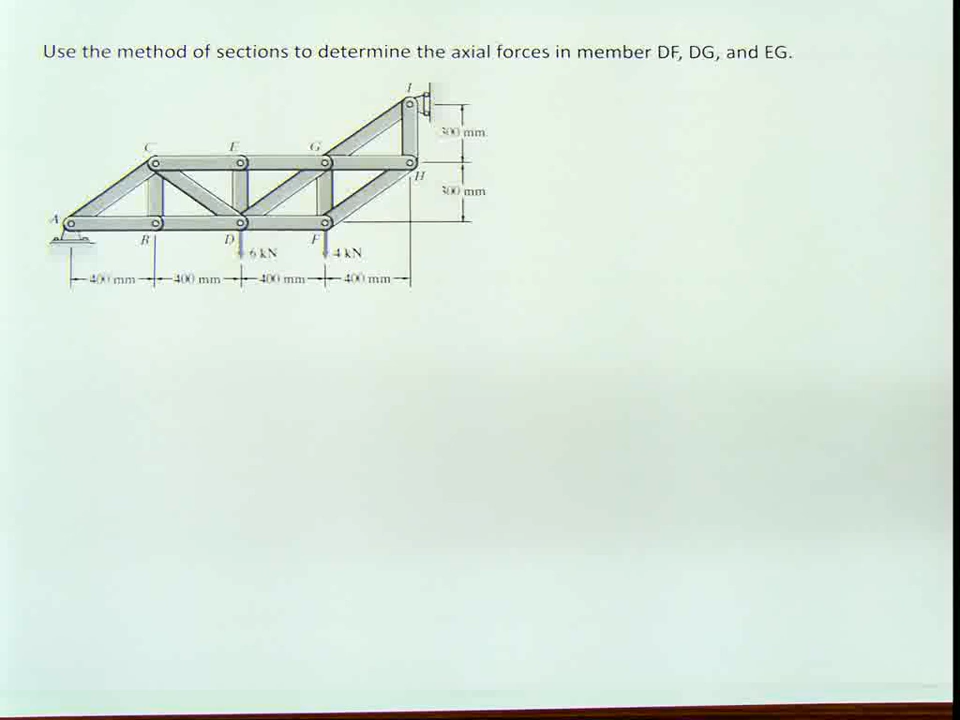 Use the method of sections to determine the axial forces in member DF, DG, and EG.
I
300 mm
C E G
H
300 mm
A
B D F
6 kN 4 kN
400 mm 400 mm 400 mm 400 mm